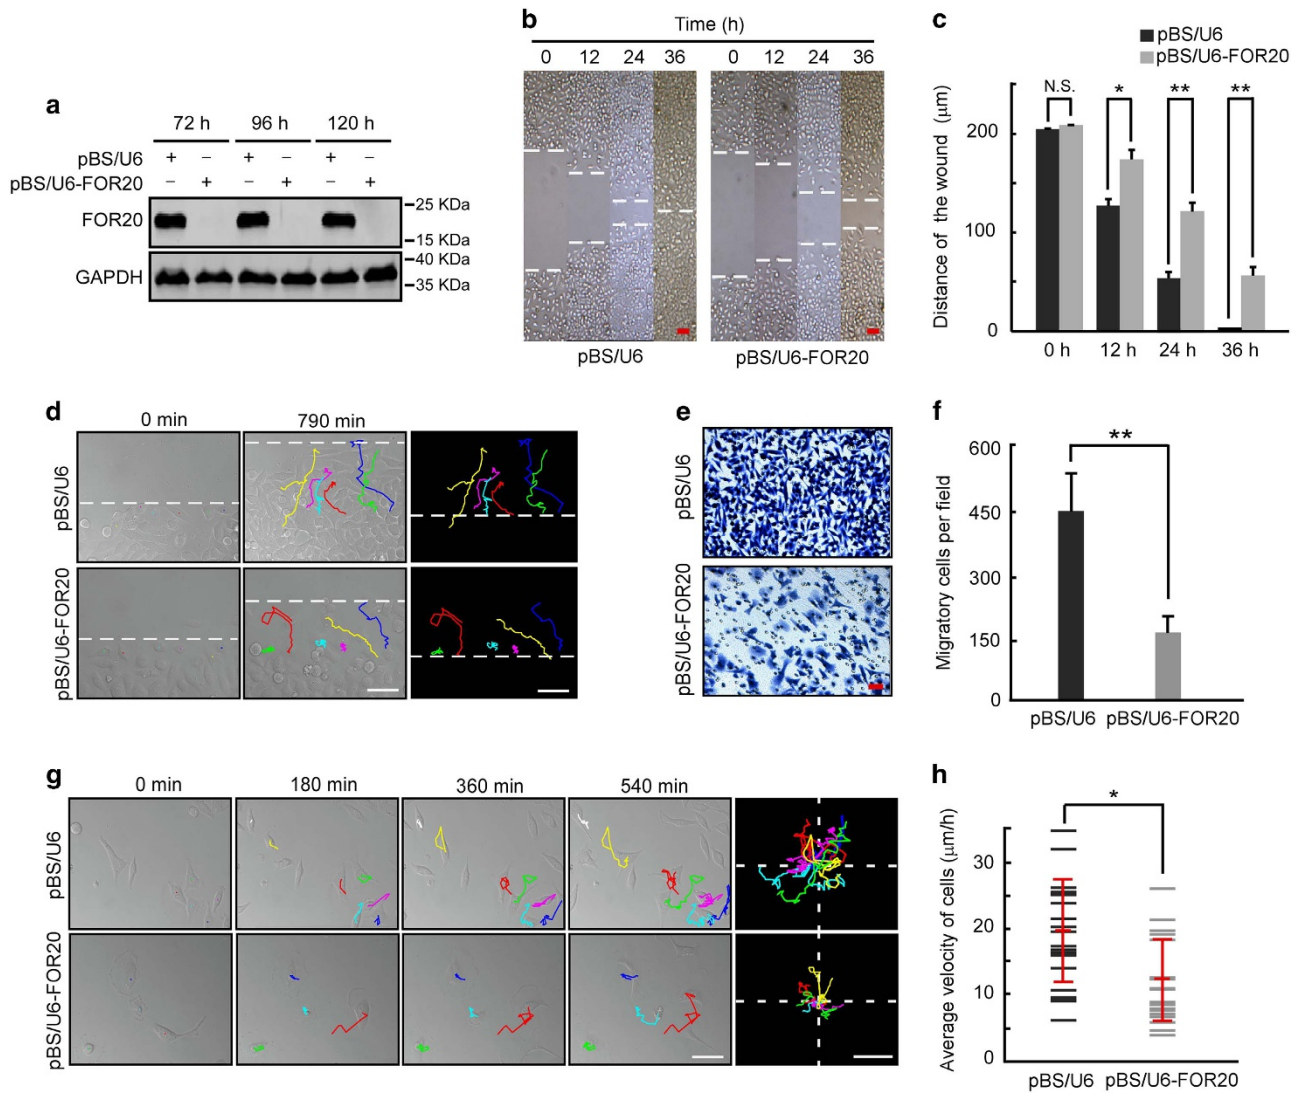 a
72 h 96 h 120 h
pBS/U6 + – + – + –
pBS/U6-FOR20 – + – + – +
FOR20
25 KDa
15 KDa
GAPDH
40 KDa
35 KDa
b
Time (h)
0 12 24 36 0 12 24 36
pBS/U6 pBS/U6-FOR20
c
pBS/U6
pBS/U6-FOR20
Distance of the wound (μm)
N.S. * ** **
200
100
0
0 h 12 h 24 h 36 h
d
0 min 790 min
pBS/U6
pBS/U6-FOR20
e
pBS/U6
pBS/U6-FOR20
f
Migratory cells per field
**
600
450
300
150
0
pBS/U6 pBS/U6-FOR20
g
0 min 180 min 360 min 540 min
pBS/U6
pBS/U6-FOR20
h
Average velocity of cells (μm/h)
*
30
20
10
0
pBS/U6 pBS/U6-FOR20